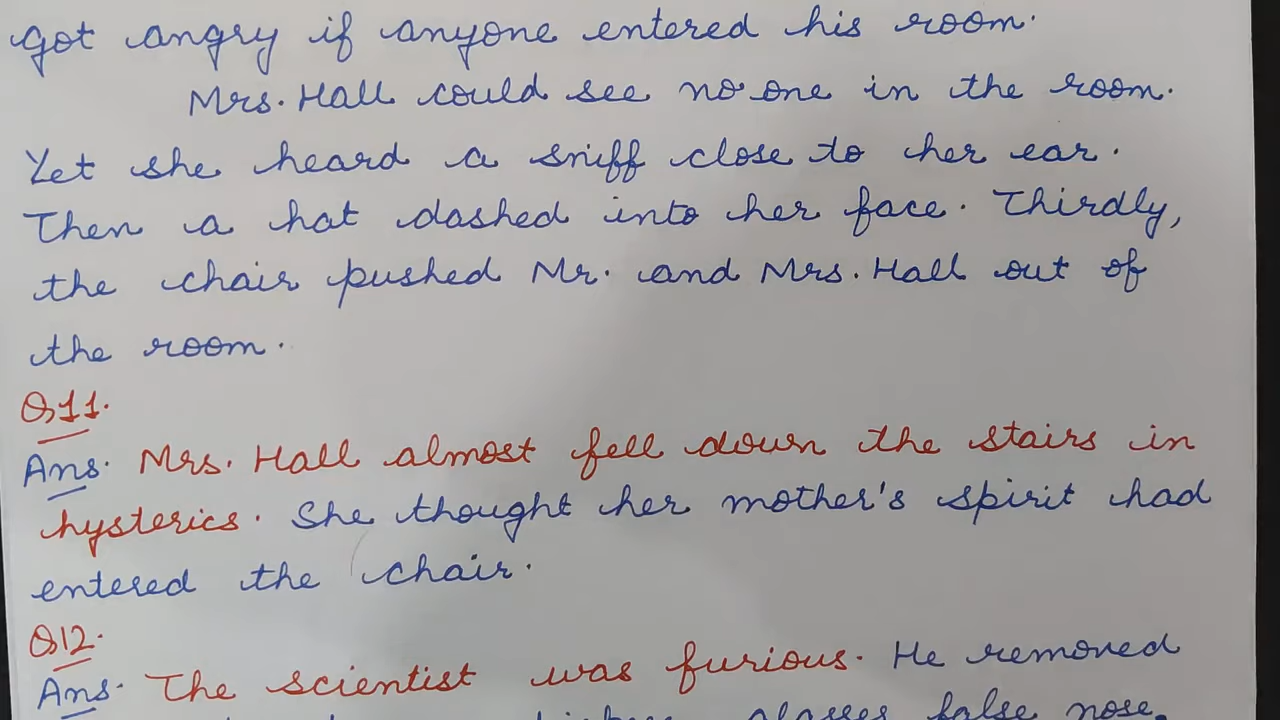 got angry if anyone entered his room.
Mrs. Hall could see no one in the room.
Yet she heard a sniff close to her ear.
Then a hat dashed into her face. Thirdly,
the chair pushed Mr. and Mrs. Hall out of
the room.
Q11.
Ans. Mrs. Hall almost fell down the stairs in
hysterics. She thought her mother's spirit had
entered the chair.
Q12.
Ans. The scientist was furious. He removed
glasses false nose,